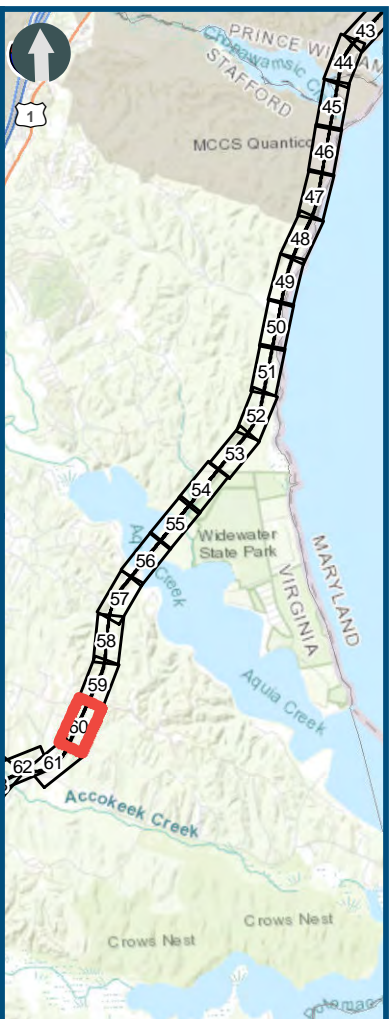 43
PRINCE WILLIAM
Chopawamsic C
44
STAFFORD
1
45
MCCS Quantico
46
47
48
49
50
51
52
53
54
55
Widewater
State Park
56
Creek
MARYLAND
VIRGINIA
57
58
Aquia Creek
59
60
61
62
Accokeek Creek
Crows Nest
Crows Nest
Potomac